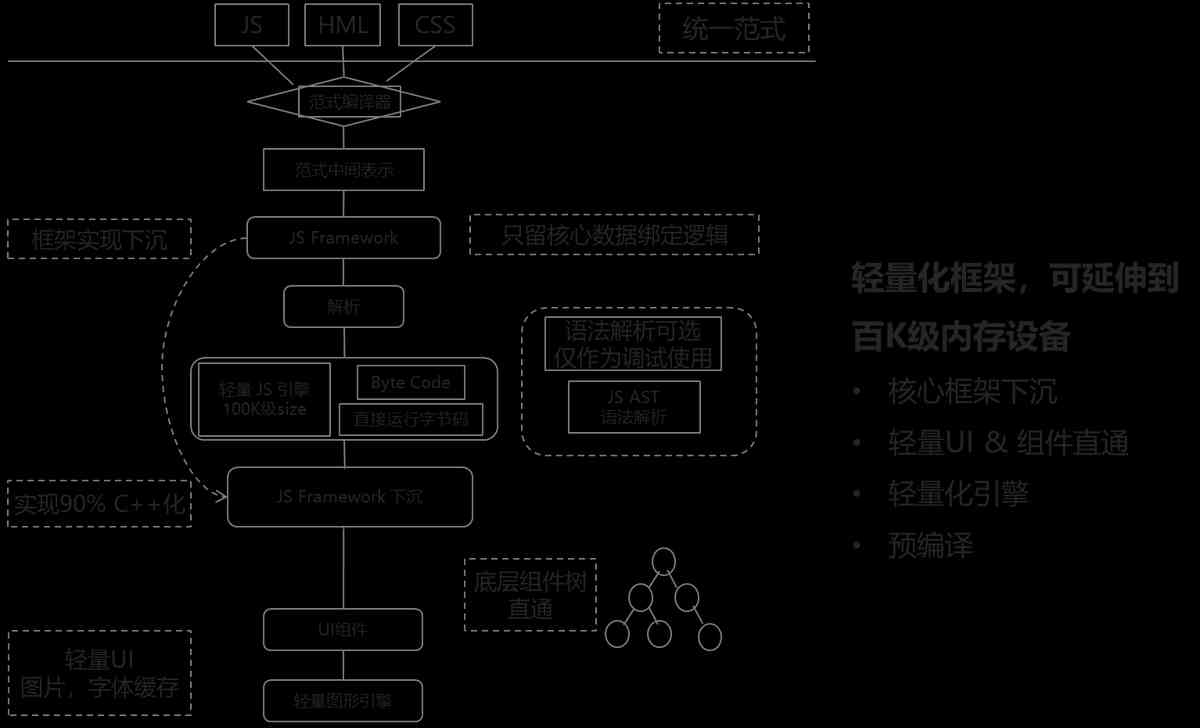 JS
HML
CSS
统一范式
范式编译器
范式中间表示
框架实现下沉
JS Framework
只留核心数据绑定逻辑
解析
轻量 JS 引擎
100K级size
Byte Code
直接运行字节码
语法解析可选
仅作为调试使用
JS AST
语法解析
实现90% C++化
JS Framework 下沉
底层组件树
直通
UI组件
轻量UI
图片，字体缓存
轻量图形引擎
轻量化框架，可延伸到
百K级内存设备
• 核心框架下沉
• 轻量UI & 组件直通
• 轻量化引擎
• 预编译